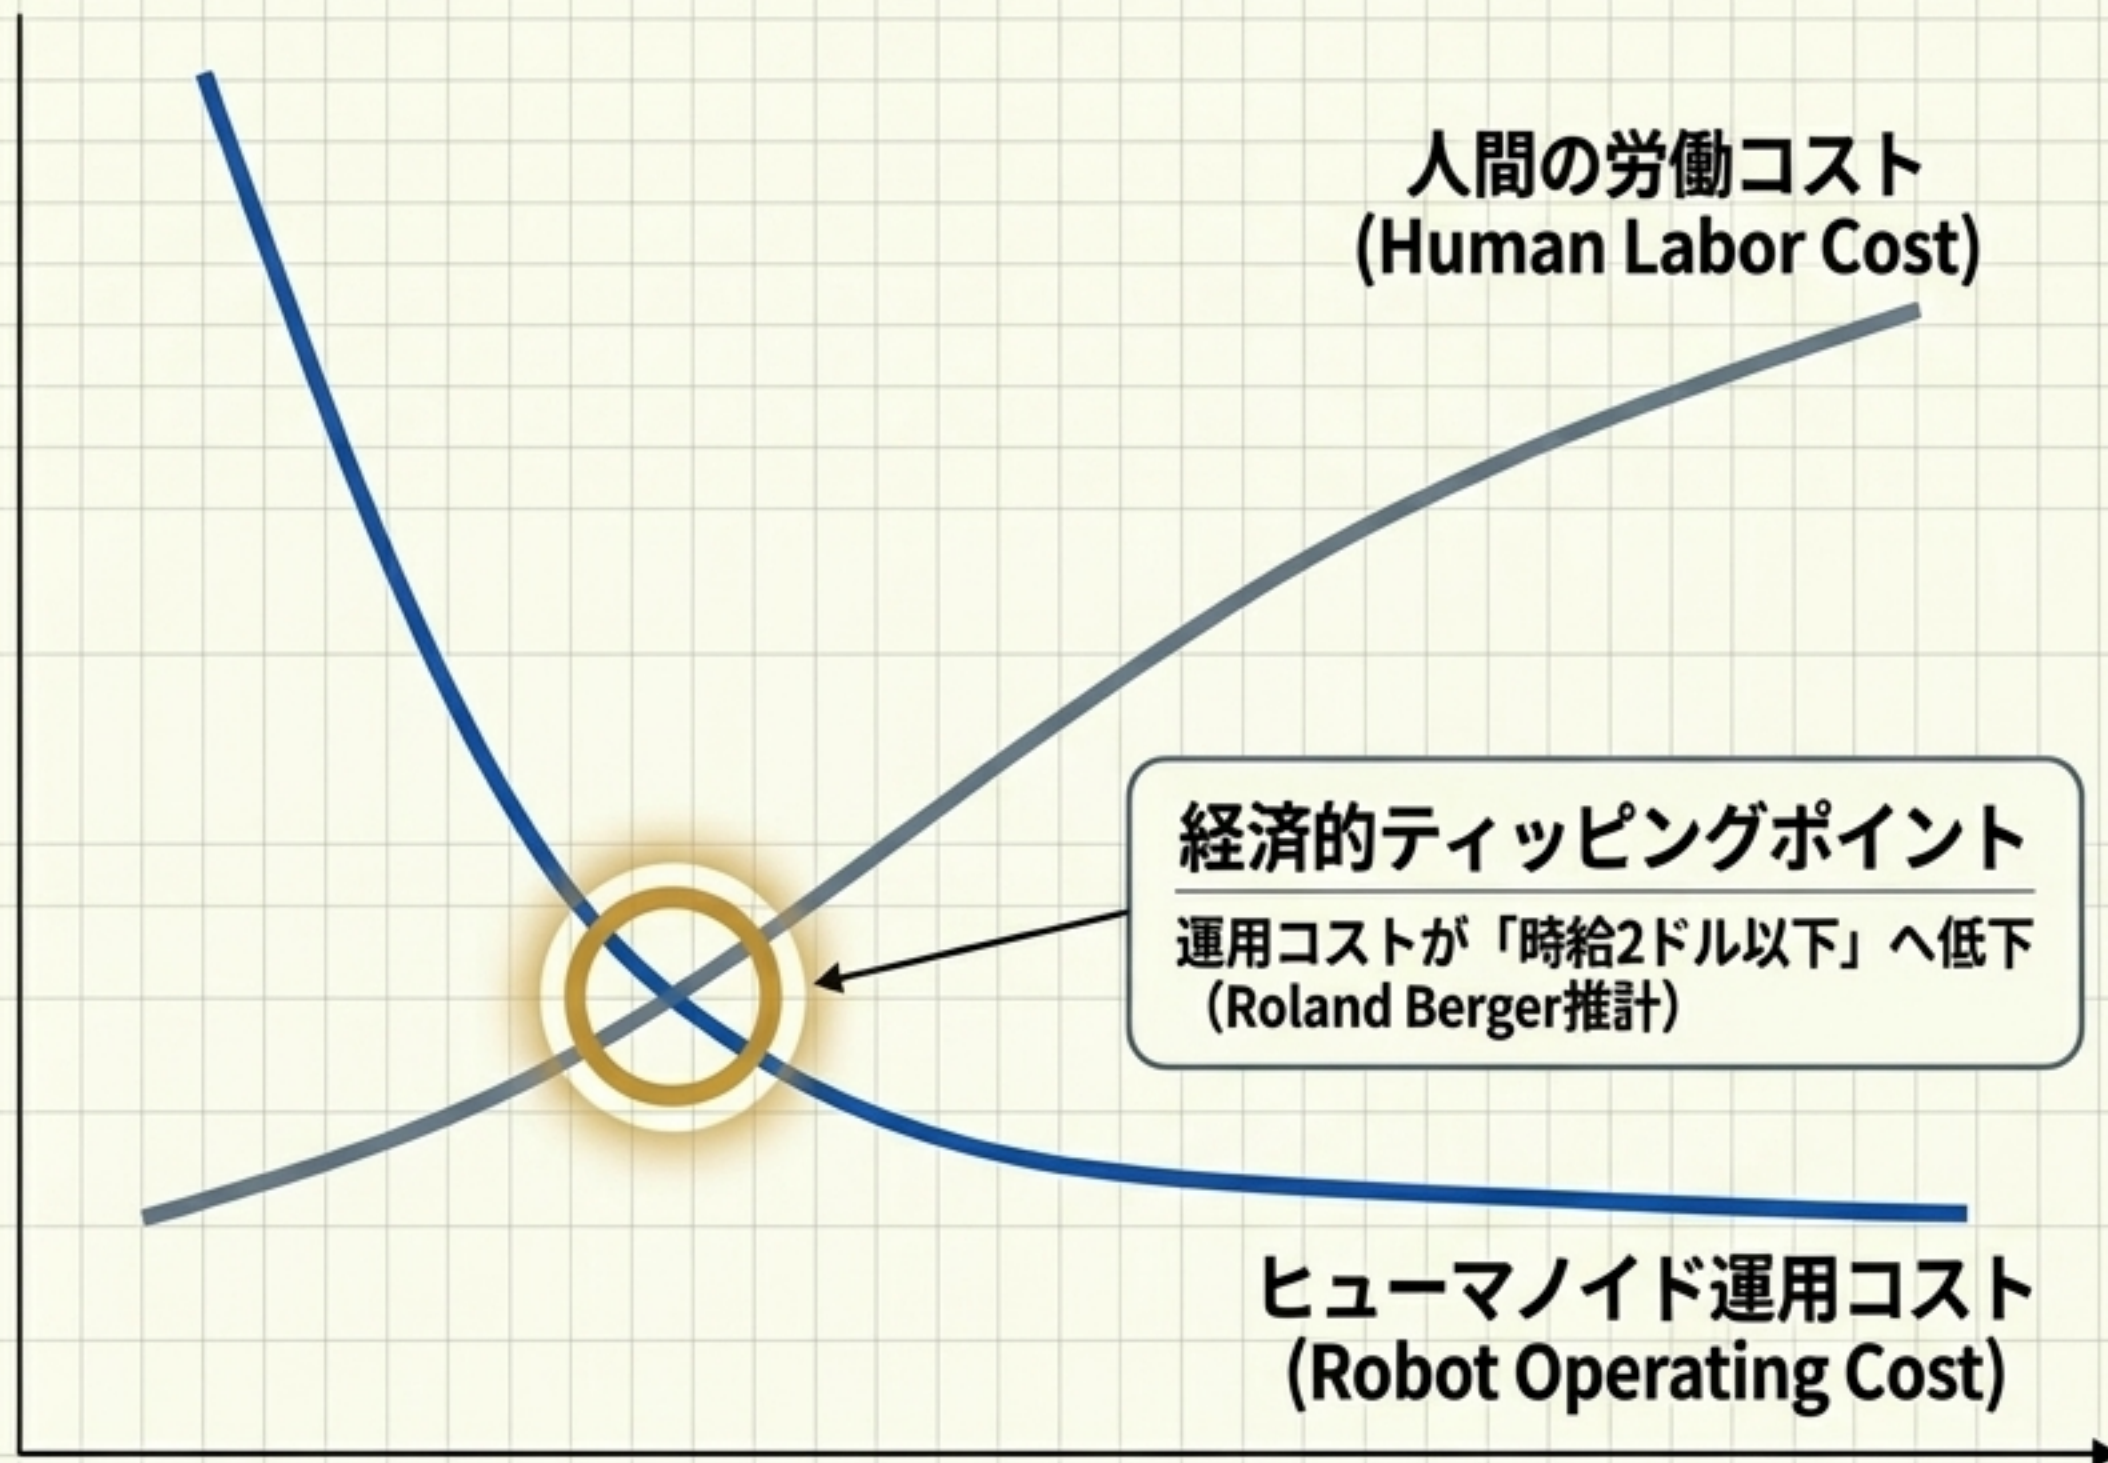 人間の労働コスト
(Human Labor Cost)
経済的ティッピングポイント
運用コストが「時給2ドル以下」へ低下
（Roland Berger推計）
ヒューマノイド運用コスト
(Robot Operating Cost)